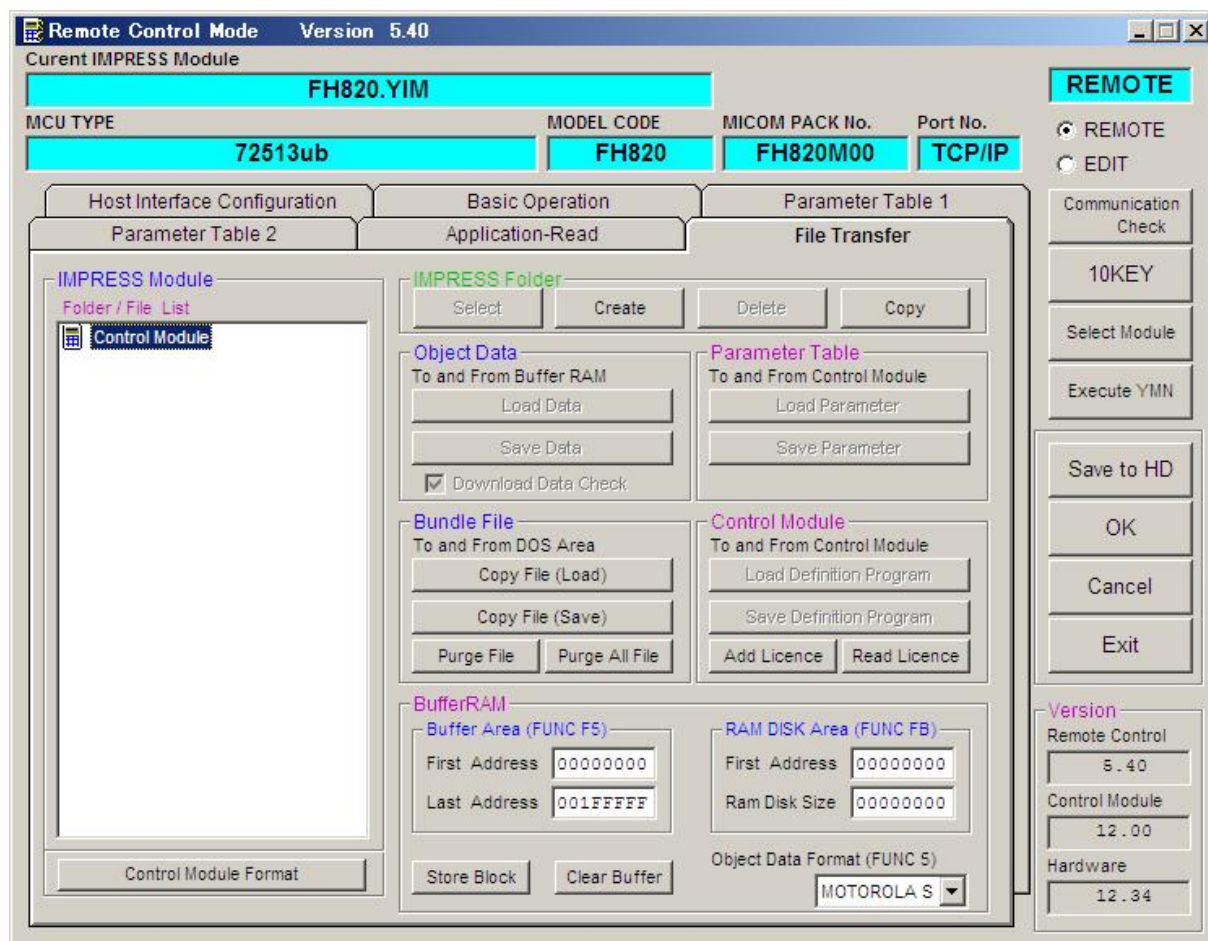 Remote Control Mode Version 5.40
Curent IMPRESS Module
FH820.YIM
REMOTE
MCU TYPE
MODEL CODE
MICOM PACK No.
Port No.
72513ub
FH820
FH820M00
TCP/IP
REMOTE
EDIT
Host Interface Configuration
Basic Operation
Parameter Table 1
Parameter Table 2
Application-Read
File Transfer
IMPRESS Module
Folder / File List
Control Module
Control Module Format
IMPRESS Folder
Select
Create
Delete
Copy
Object Data
To and From Buffer RAM
Load Data
Save Data
Download Data Check
Parameter Table
To and From Control Module
Load Parameter
Save Parameter
Bundle File
To and From DOS Area
Copy File (Load)
Copy File (Save)
Purge File
Purge All File
Control Module
To and From Control Module
Load Definition Program
Save Definition Program
Add Licence
Read Licence
BufferRAM
Buffer Area (FUNC F5)
First Address 00000000
Last Address 001FFFFF
RAM DISK Area (FUNC FB)
First Address 00000000
Ram Disk Size 00000000
Store Block
Clear Buffer
Object Data Format (FUNC 5)
MOTOROLA S
Communication
Check
10KEY
Select Module
Execute YMN
Save to HD
OK
Cancel
Exit
Version
Remote Control
5.40
Control Module
12.00
Hardware
12.34